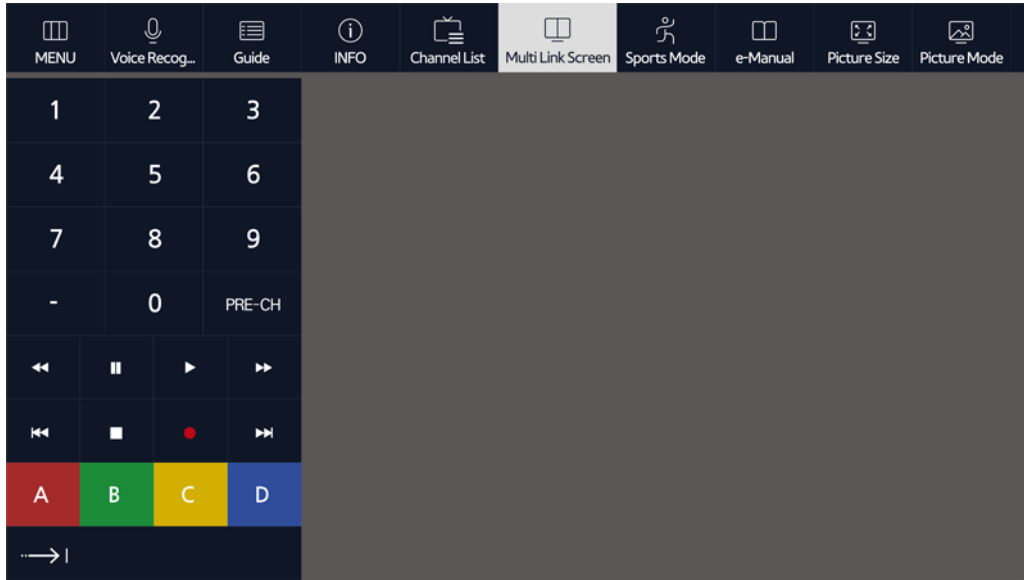 MENU Voice Recog... Guide INFO Channel List Multi Link Screen Sports Mode e-Manual Picture Size Picture Mode
1 2 3
4 5 6
7 8 9
- 0 PRE-CH
A B C D